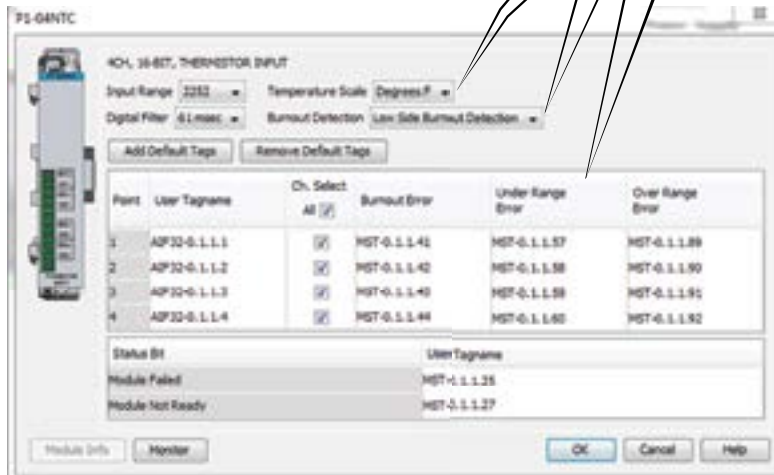 P1-04NTC
4CH, 16-BIT, THERMISTOR INPUT
Input Range 2252 Temperature Scale Degrees F
Digital Filter 61msec Burnout Detection Low Side Burnout Detection
Add Default Tags Remove Default Tags
Point User Tagname Ch. Select All Burnout Error Under Range Error Over Range Error
1 AIF32-0.1.1.1 MST-0.1.1.41 MST-0.1.1.57 MST-0.1.1.89
2 AIF32-0.1.1.2 MST-0.1.1.42 MST-0.1.1.58 MST-0.1.1.90
3 AIF32-0.1.1.3 MST-0.1.1.43 MST-0.1.1.59 MST-0.1.1.91
4 AIF32-0.1.1.4 MST-0.1.1.44 MST-0.1.1.60 MST-0.1.1.92
Status Bit User Tagname
Module Failed MST-0.1.1.25
Module Not Ready MST-0.1.1.27
Module Info Monitor OK Cancel Help